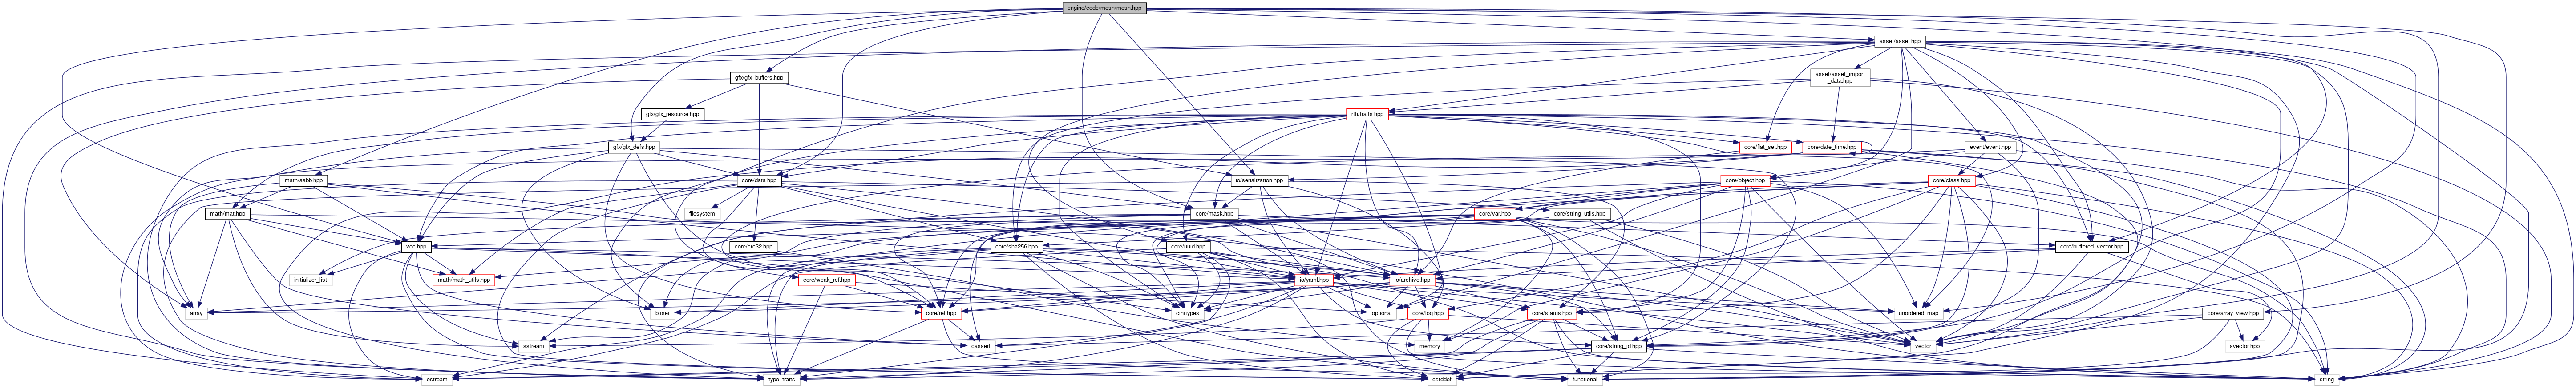 engine/code/mesh/mesh.hpp
asset/asset.hpp
gfx/gfx_buffers.hpp
asset/asset_import
_data.hpp
gfx/gfx_resource.hpp
rtti/traits.hpp
gfx/gfx_defs.hpp
core/flat_set.hpp
core/date_time.hpp
event/event.hpp
math/aabb.hpp
core/data.hpp
io/serialization.hpp
core/object.hpp
core/class.hpp
math/mat.hpp
filesystem
core/mask.hpp
core/var.hpp
core/string_utils.hpp
vec.hpp
core/crc32.hpp
core/sha256.hpp
core/uuid.hpp
core/buffered_vector.hpp
initializer_list
math/math_utils.hpp
core/weak_ref.hpp
io/yaml.hpp
io/archive.hpp
array
bitset
core/ref.hpp
cinttypes
optional
core/log.hpp
core/status.hpp
unordered_map
core/array_view.hpp
sstream
cassert
memory
core/string_id.hpp
vector
svector.hpp
ostream
type_traits
cstddef
functional
string